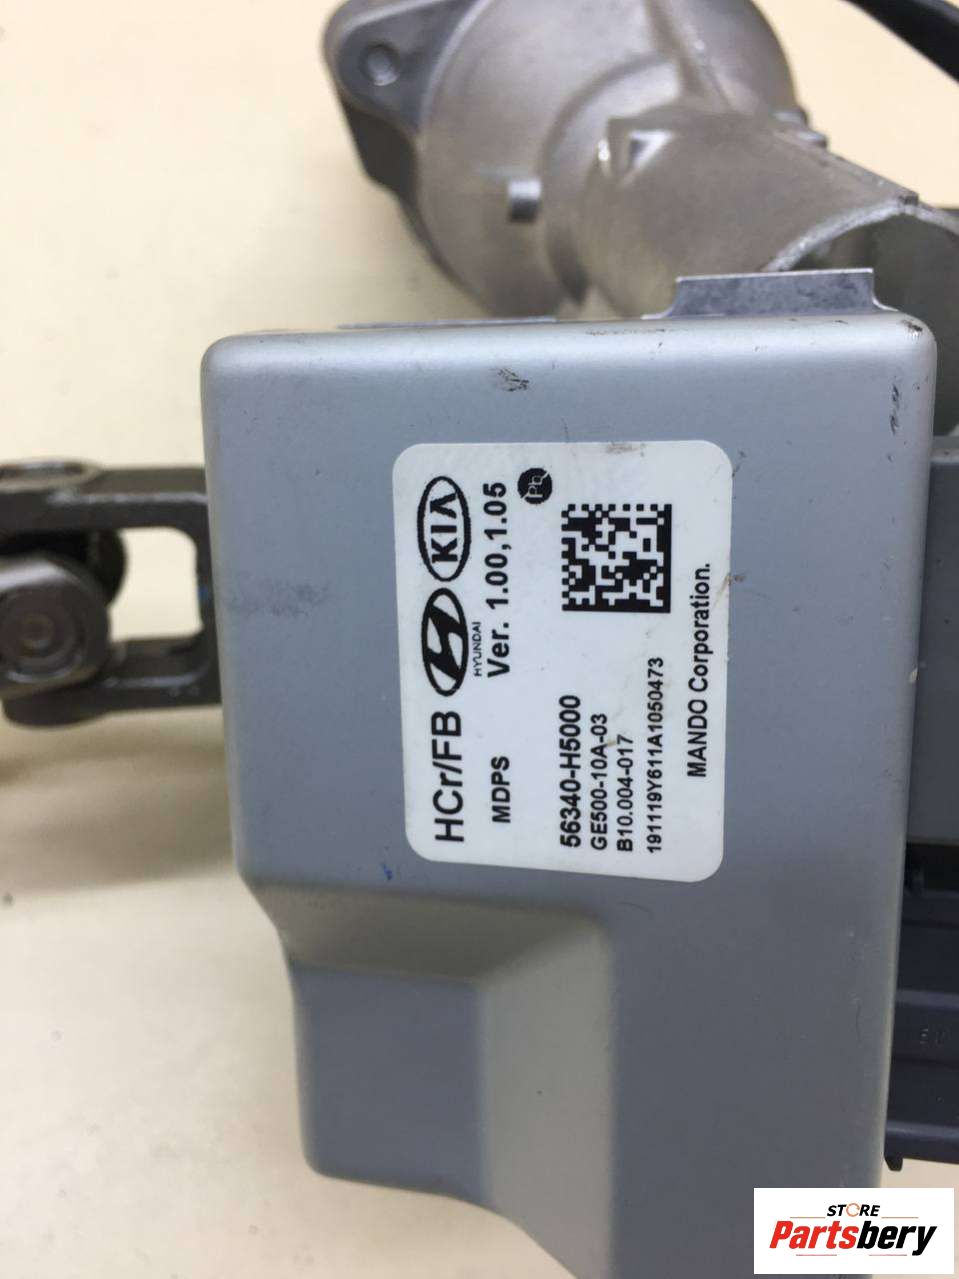 HCr/FB HYUNDAI KIA
MDPS Ver. 1.00,1.05
Pb
56340-H5000
GE500-10A-03
B10.004-017
191119Y611A1050473
MANDO Corporation.
STORE
Partsbery